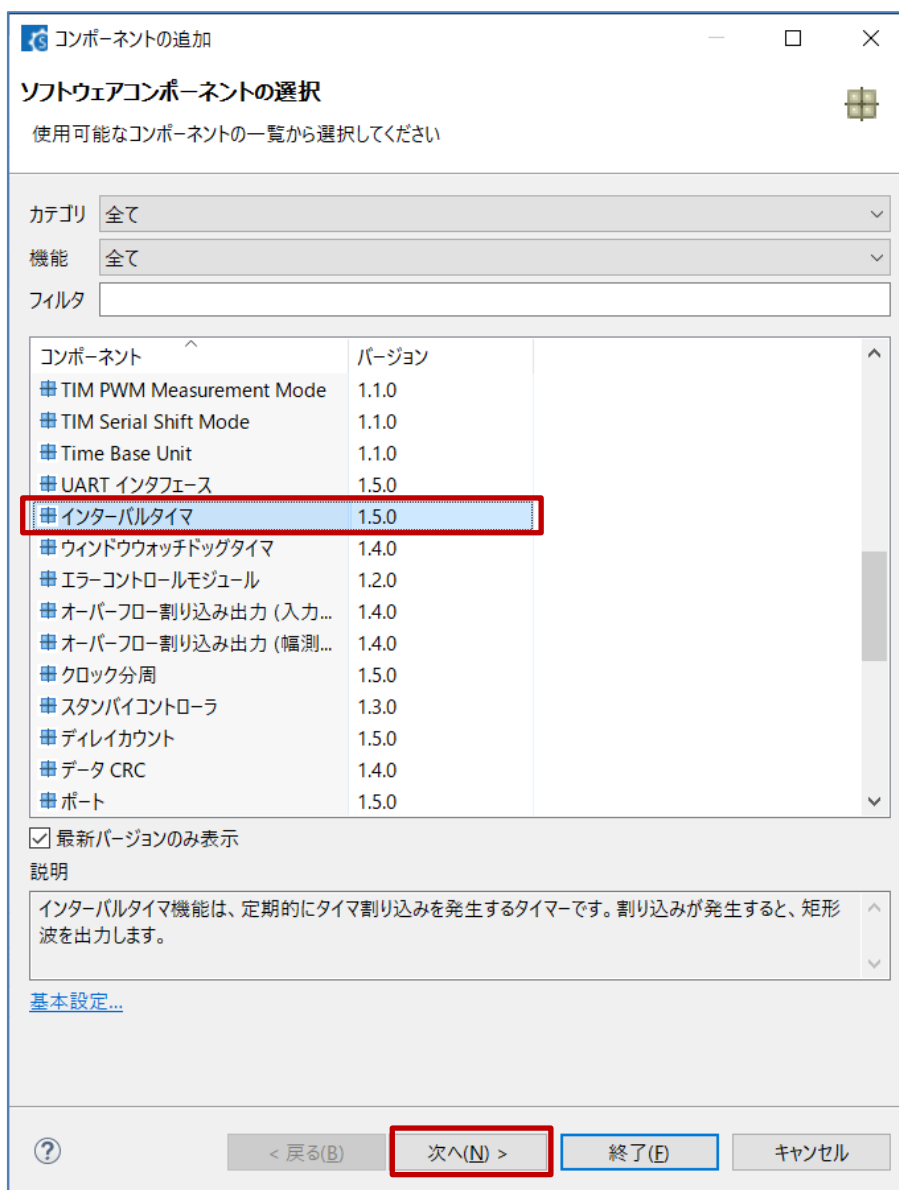 コンポーネントの追加
ソフトウェアコンポーネントの選択
使用可能なコンポーネントの一覧から選択してください
カテゴリ 全て
機能 全て
フィルタ
コンポーネント バージョン
TIM PWM Measurement Mode 1.1.0
TIM Serial Shift Mode 1.1.0
Time Base Unit 1.1.0
UART インタフェース 1.5.0
インターバルタイマ 1.5.0
ウィンドウウォッチドッグタイマ 1.4.0
エラーコントロールモジュール 1.2.0
オーバーフロー割り込み出力 (入力... 1.4.0
オーバーフロー割り込み出力 (幅測... 1.4.0
クロック分周 1.5.0
スタンバイコントローラ 1.3.0
ディレイカウント 1.5.0
データ CRC 1.4.0
ポート 1.5.0
最新バージョンのみ表示
説明
インターバルタイマ機能は、定期的にタイマ割り込みを発生するタイマーです。割り込みが発生すると、矩形
波を出力します。
基本設定...
? < 戻る(B) 次へ(N) > 終了(F) キャンセル